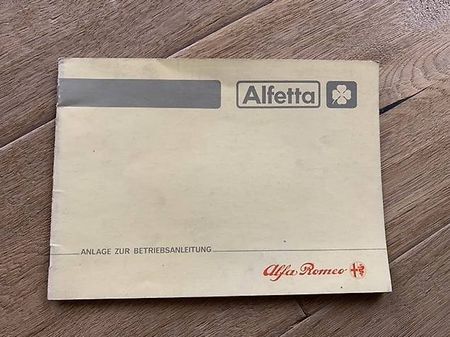 Alfetta
ANLAGE ZUR BETRIEBSANLEITUNG
Alfa Romeo